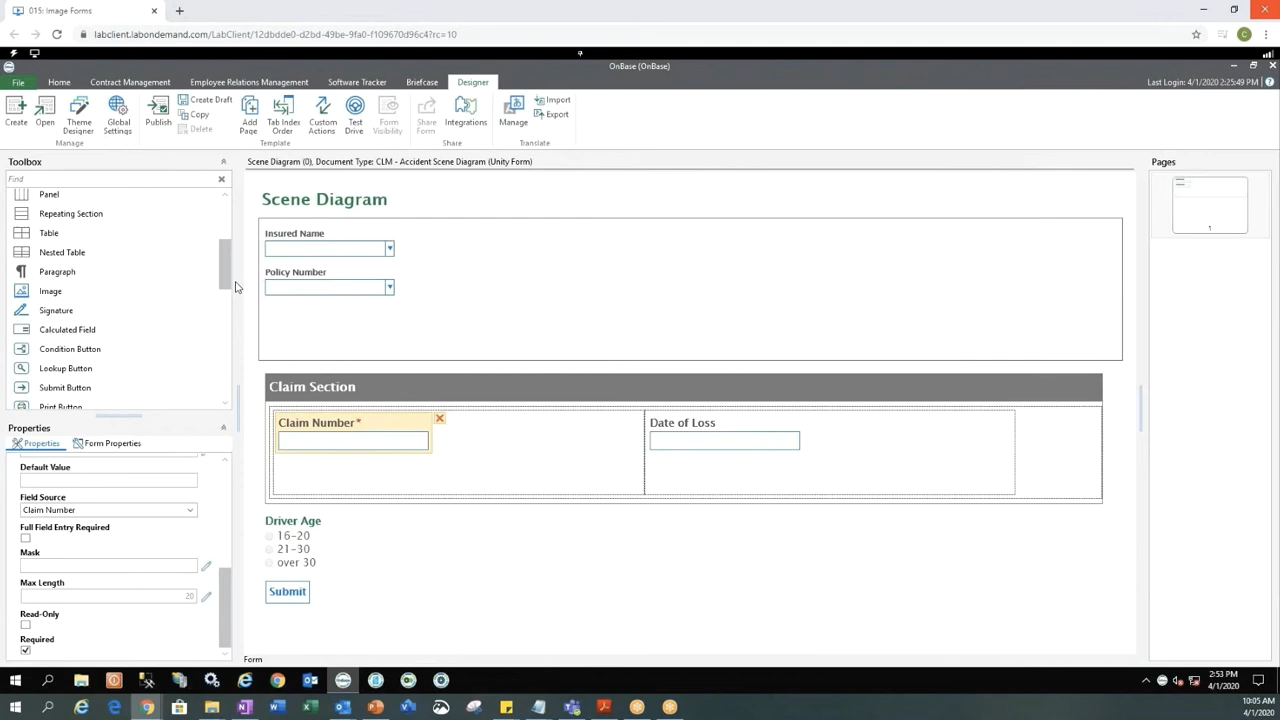 015: Image Forms
labclient.labondemand.com/LabClient/12dbdde0-d2bd-49be-9fa0-f109670d96c4?rc=10
C
OnBase (OnBase)
File Home Contract Management Employee Relations Management Software Tracker Briefcase Designer
Last Login: 4/1/2020 2:25:49 PM
Create Open Theme Designer Global Settings Publish Create Draft Copy Delete Add Page Tab Index Order Custom Actions Test Drive Form Visibility Share Form Integrations Manage Import Export
Manage Template Share Translate
Toolbox
Scene Diagram (0), Document Type: CLM - Accident Scene Diagram (Unity Form)
Pages
Find
Panel
Repeating Section
Table
Nested Table
Paragraph
Image
Signature
Calculated Field
Condition Button
Lookup Button
Submit Button
Print Button
Properties
Properties Form Properties
Default Value
Field Source
Claim Number
Full Field Entry Required
Mask
Max Length
20
Read-Only
Required
Scene Diagram
Insured Name
Policy Number
Claim Section
Claim Number*
Date of Loss
Driver Age
16-20
21-30
over 30
Submit
Form
1
2:53 PM
4/1/2020
10:05 AM
4/1/2020